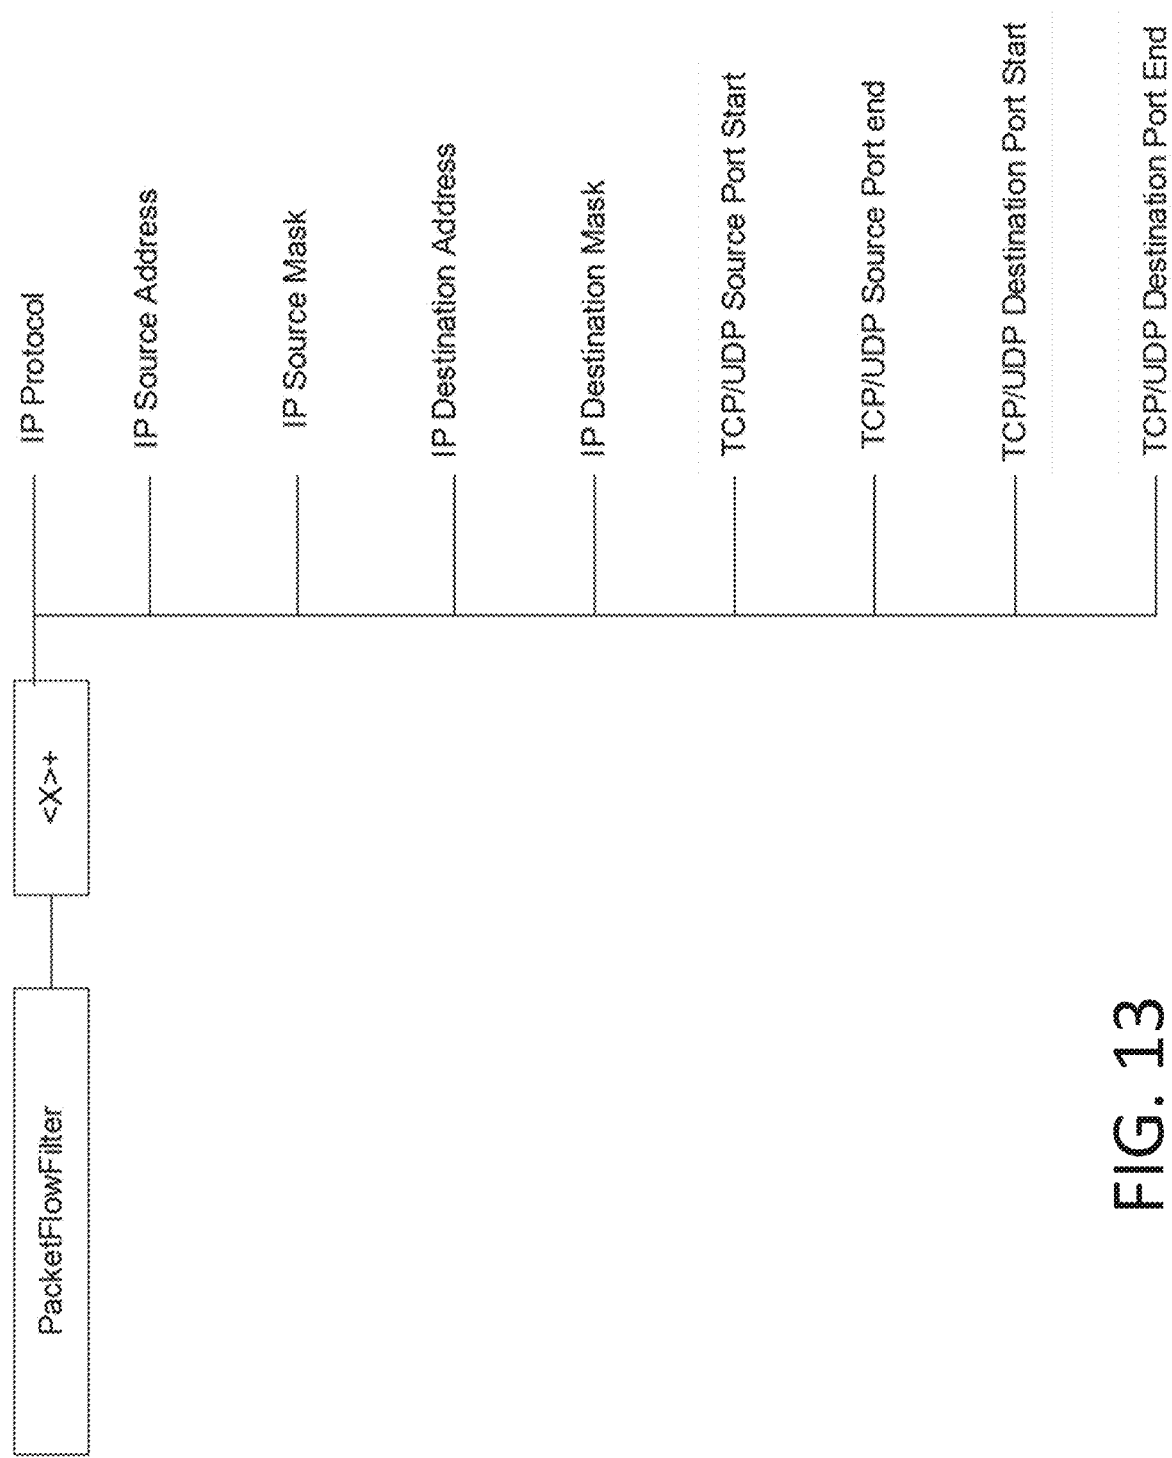 PacketFlowFilter
<X>+
IP Protocol
IP Source Address
IP Source Mask
IP Destination Address
IP Destination Mask
TCP/UDP Source Port Start
TCP/UDP Source Port end
TCP/UDP Destination Port Start
TCP/UDP Destination Port End
FIG. 13